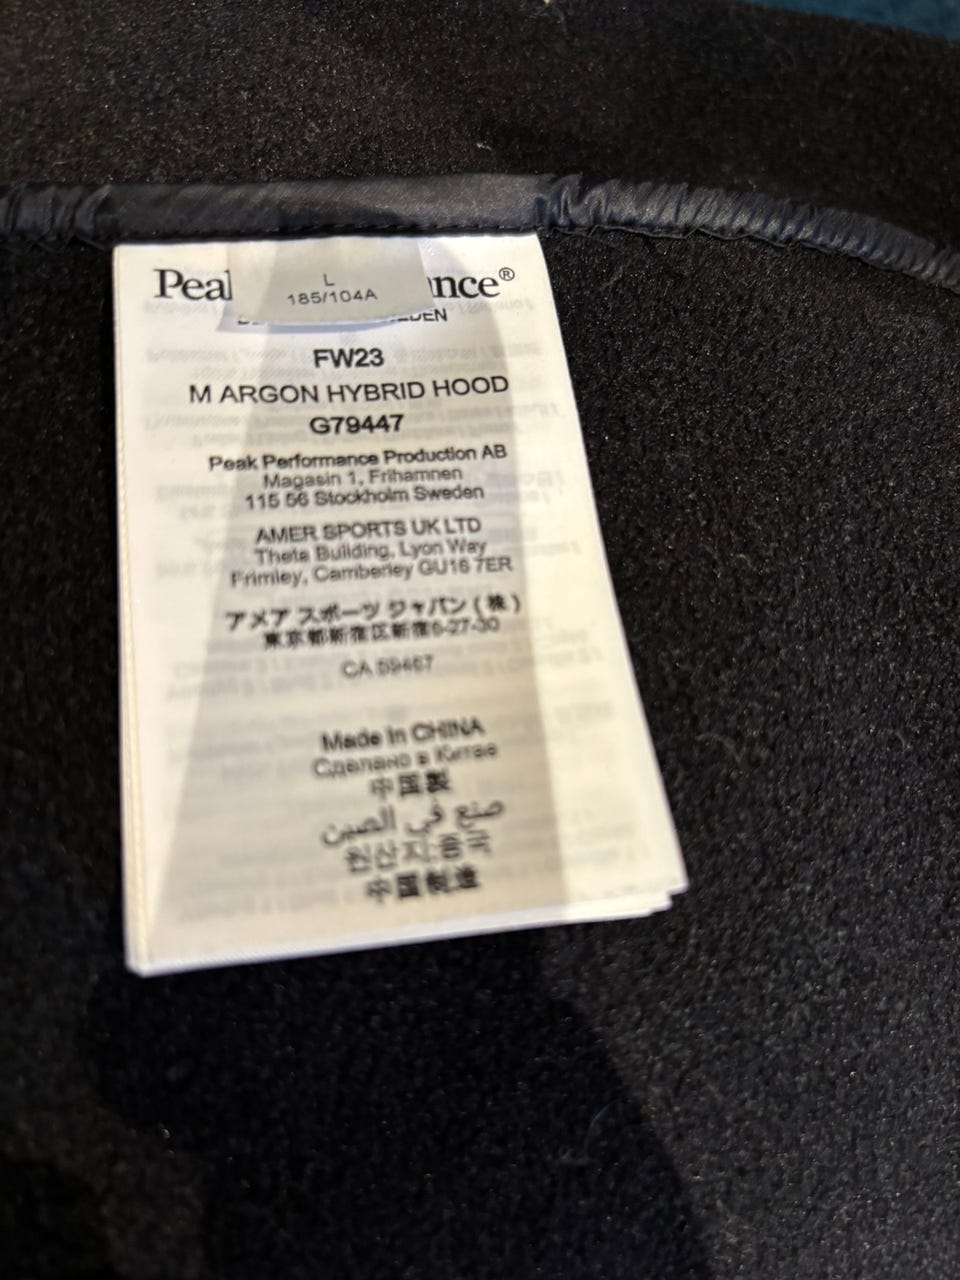 Peak nce®
L
185/104A
EDEN
FW23
M ARGON HYBRID HOOD
G79447
Peak Performance Production AB
Magasin 1, Frihamnen
115 56 Stockholm Sweden
AMER SPORTS UK LTD
Theta Building, Lyon Way
Frimley, Camberley GU16 7ER
アメア スポーツ ジャパン (株)
東京都新宿区新宿6-27-30
CA 59467
Made in CHINA
Сделано в Китае
中国製
صنع في الصين
원산지:중국
中国制造